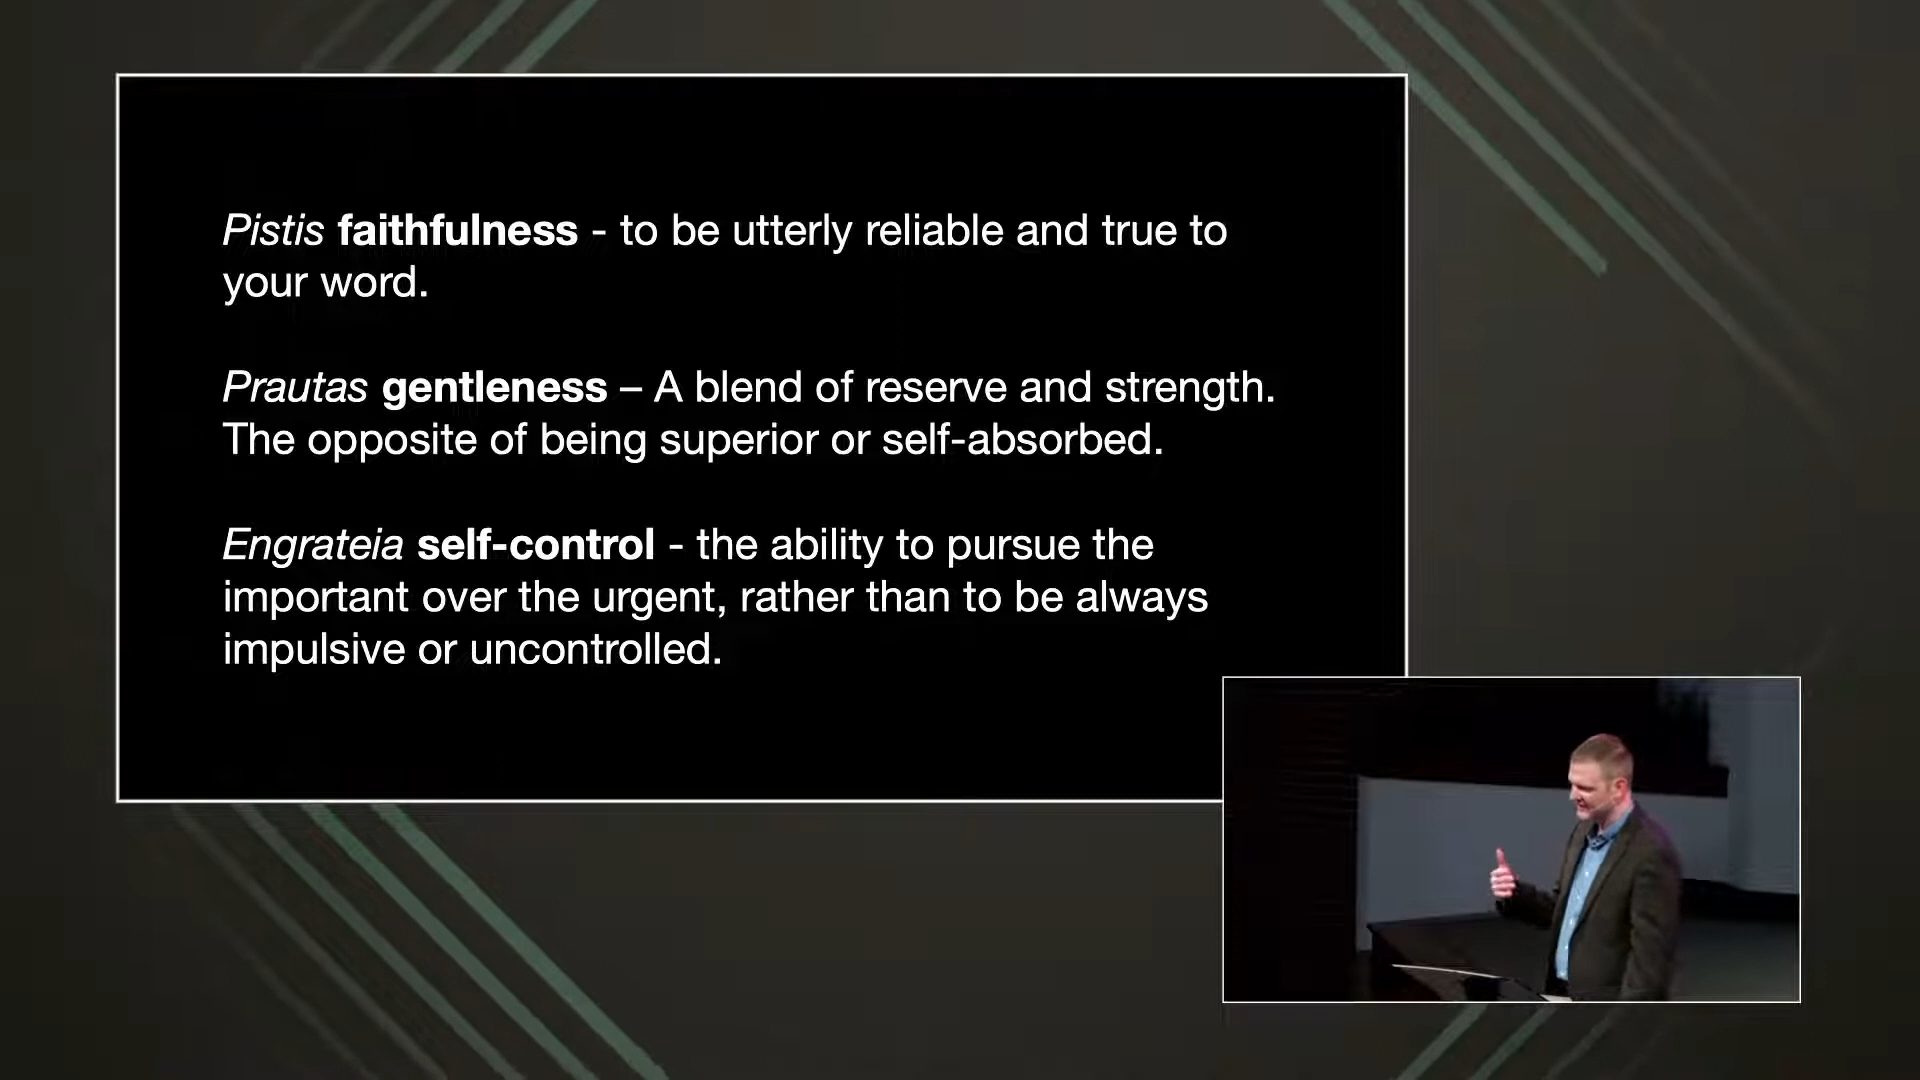 Pistis faithfulness - to be utterly reliable and true to
your word.
Prautas gentleness – A blend of reserve and strength.
The opposite of being superior or self-absorbed.
Engrateia self-control - the ability to pursue the
important over the urgent, rather than to be always
impulsive or uncontrolled.